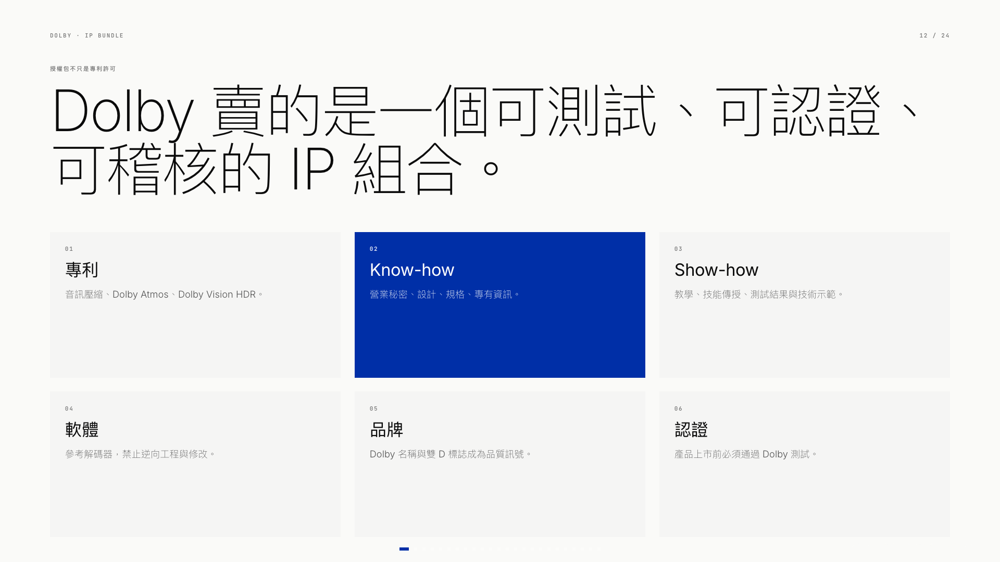 DOLBY · IP BUNDLE
12 / 24
授權包不只是專利許可
Dolby 賣的是一個可測試、可認證、
可稽核的 IP 組合。
01
專利
音訊壓縮、Dolby Atmos、Dolby Vision HDR。
02
Know-how
營業秘密、設計、規格、專有資訊。
03
Show-how
教學、技能傳授、測試結果與技術示範。
04
軟體
參考解碼器，禁止逆向工程與修改。
05
品牌
Dolby 名稱與雙 D 標誌成為品質訊號。
06
認證
產品上市前必須通過 Dolby 測試。